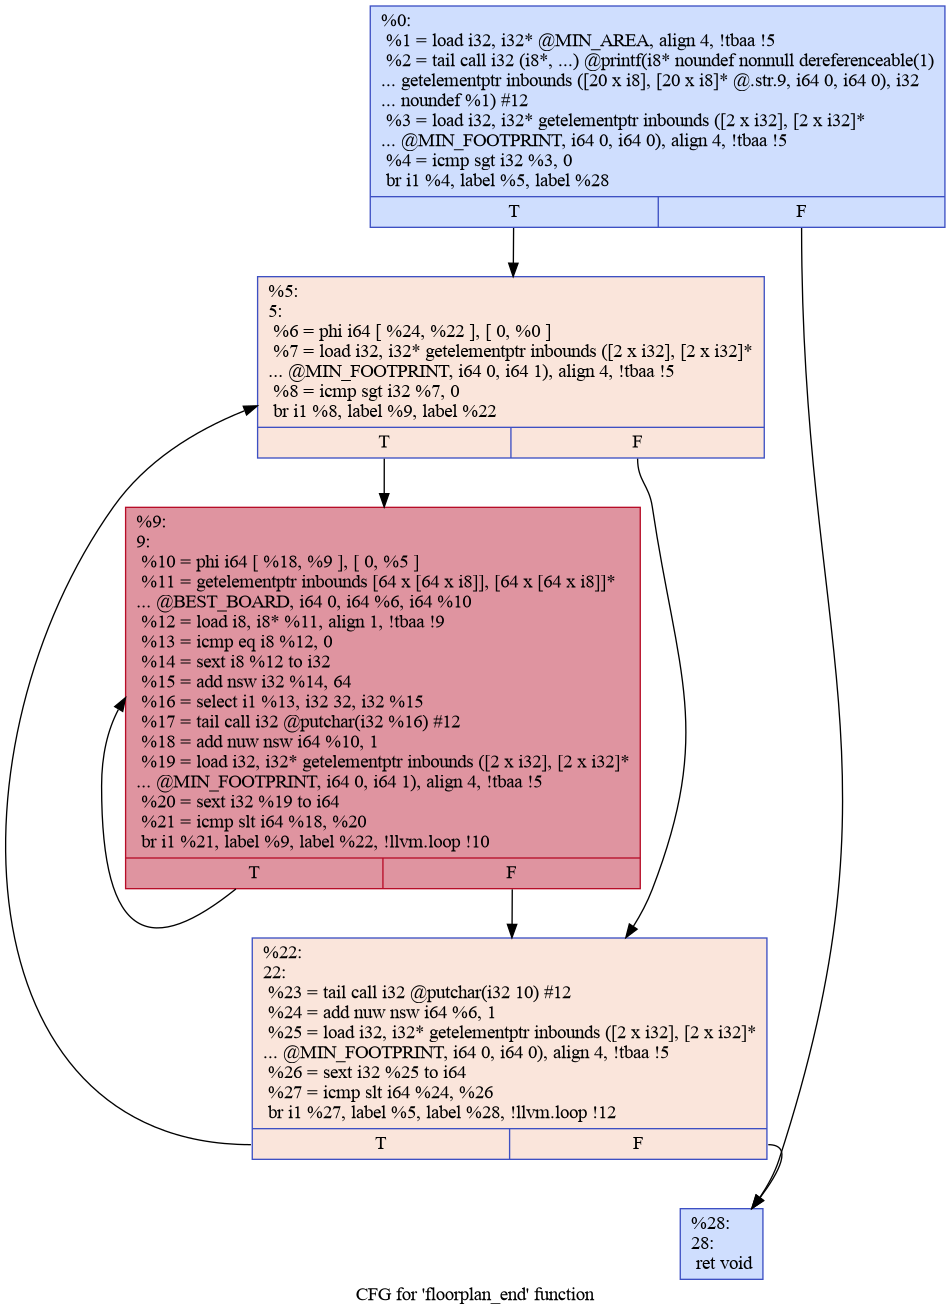 %0:
%1 = load i32, i32* @MIN_AREA, align 4, !tbaa !5
%2 = tail call i32 (i8*, ...) @printf(i8* noundef nonnull dereferenceable(1)
... getelementptr inbounds ([20 x i8], [20 x i8]* @.str.9, i64 0, i64 0), i32
... noundef %1) #12
%3 = load i32, i32* getelementptr inbounds ([2 x i32], [2 x i32]*
... @MIN_FOOTPRINT, i64 0, i64 0), align 4, !tbaa !5
%4 = icmp sgt i32 %3, 0
br i1 %4, label %5, label %28
T F
%5:
5:
%6 = phi i64 [ %24, %22 ], [ 0, %0 ]
%7 = load i32, i32* getelementptr inbounds ([2 x i32], [2 x i32]*
... @MIN_FOOTPRINT, i64 0, i64 1), align 4, !tbaa !5
%8 = icmp sgt i32 %7, 0
br i1 %8, label %9, label %22
T F
%9:
9:
%10 = phi i64 [ %18, %9 ], [ 0, %5 ]
%11 = getelementptr inbounds [64 x [64 x i8]], [64 x [64 x i8]]*
... @BEST_BOARD, i64 0, i64 %6, i64 %10
%12 = load i8, i8* %11, align 1, !tbaa !9
%13 = icmp eq i8 %12, 0
%14 = sext i8 %12 to i32
%15 = add nsw i32 %14, 64
%16 = select i1 %13, i32 32, i32 %15
%17 = tail call i32 @putchar(i32 %16) #12
%18 = add nuw nsw i64 %10, 1
%19 = load i32, i32* getelementptr inbounds ([2 x i32], [2 x i32]*
... @MIN_FOOTPRINT, i64 0, i64 1), align 4, !tbaa !5
%20 = sext i32 %19 to i64
%21 = icmp slt i64 %18, %20
br i1 %21, label %9, label %22, !llvm.loop !10
T F
%22:
22:
%23 = tail call i32 @putchar(i32 10) #12
%24 = add nuw nsw i64 %6, 1
%25 = load i32, i32* getelementptr inbounds ([2 x i32], [2 x i32]*
... @MIN_FOOTPRINT, i64 0, i64 0), align 4, !tbaa !5
%26 = sext i32 %25 to i64
%27 = icmp slt i64 %24, %26
br i1 %27, label %5, label %28, !llvm.loop !12
T F
%28:
28:
ret void
CFG for 'floorplan_end' function